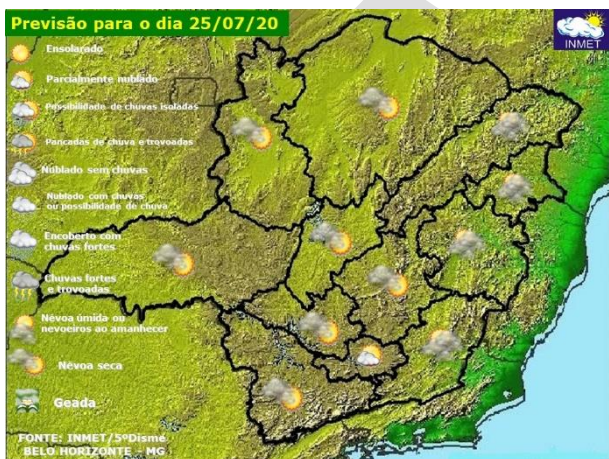 Previsão para o dia 25/07/20
INMET
Ensolarado
Parcialmente nublado
Possibilidade de chuvas isoladas
Pancadas de chuva e trovoadas
Nublado sem chuvas
Nublado com chuvas
ou possibilidade de chuva
Encoberto com
chuvas fortes
Chuvas fortes
e trovoadas
Névoa úmida ou
nevoeiros ao amanhecer
Névoa seca
Geada
FONTE: INMET/5ºDisme
BELO HORIZONTE - MG